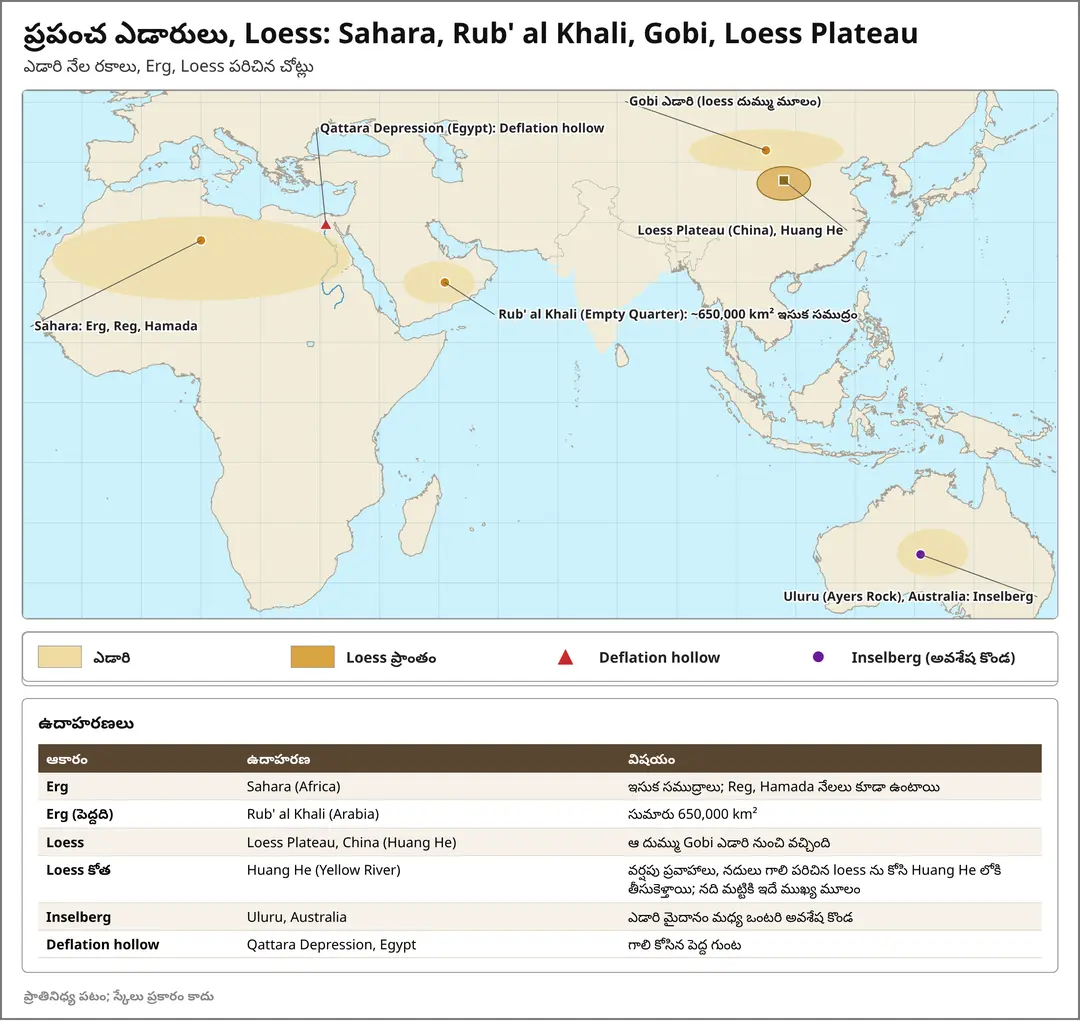 ప్రపంచ ఎడారులు, Loess: Sahara, Rub' al Khali, Gobi, Loess Plateau
ఎడారి నేల రకాలు, Erg, Loess పరిచిన చోట్లు
Gobi ఎడారి (loess దుమ్ము మూలం)
Qattara Depression (Egypt): Deflation hollow
Loess Plateau (China), Huang He
Rub' al Khali (Empty Quarter): ~650,000 km² ఇసుక సముద్రం
Sahara: Erg, Reg, Hamada
Uluru (Ayers Rock), Australia: Inselberg
ఎడారి
Loess ప్రాంతం
Deflation hollow
Inselberg (అవశేష కొండ)
ఉదాహరణలు
ఆకారం ఉదాహరణ విషయం
Erg Sahara (Africa) ఇసుక సముద్రాలు; Reg, Hamada నేలలు కూడా ఉంటాయి
Erg (పెద్దది) Rub' al Khali (Arabia) సుమారు 650,000 km²
Loess Loess Plateau, China (Huang He) ఆ దుమ్ము Gobi ఎడారి నుంచి వచ్చింది
Loess కోత Huang He (Yellow River) వర్షపు ప్రవాహాలు, నదులు గాలి పరిచిన loess ను కోసి Huang He లోకి
తీసుకెళ్తాయి; నది మట్టికి ఇదే ముఖ్య మూలం
Inselberg Uluru, Australia ఎడారి మైదానం మధ్య ఒంటరి అవశేష కొండ
Deflation hollow Qattara Depression, Egypt గాలి కోసిన పెద్ద గుంట
ప్రాతినిధ్య పటం; స్కేలు ప్రకారం కాదు